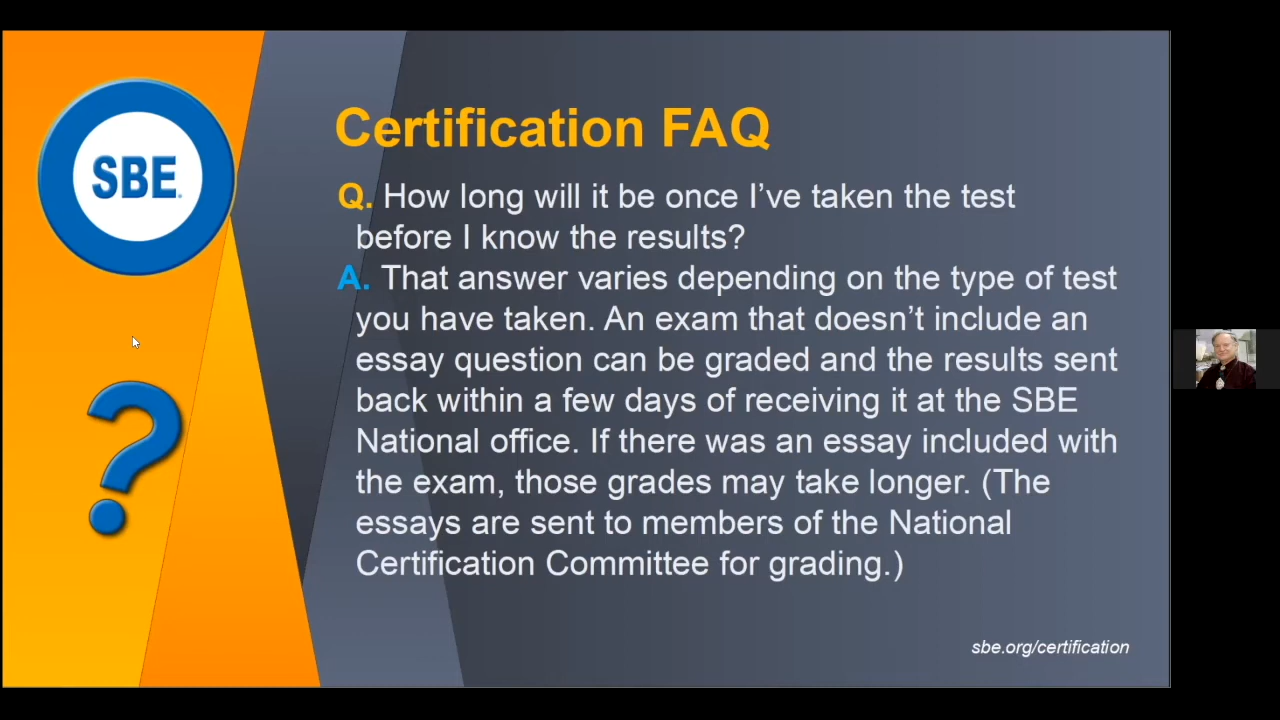 SBE
Certification FAQ
Q. How long will it be once I’ve taken the test
before I know the results?
A. That answer varies depending on the type of test
you have taken. An exam that doesn’t include an
essay question can be graded and the results sent
back within a few days of receiving it at the SBE
National office. If there was an essay included with
the exam, those grades may take longer. (The
essays are sent to members of the National
Certification Committee for grading.)
?
sbe.org/certification